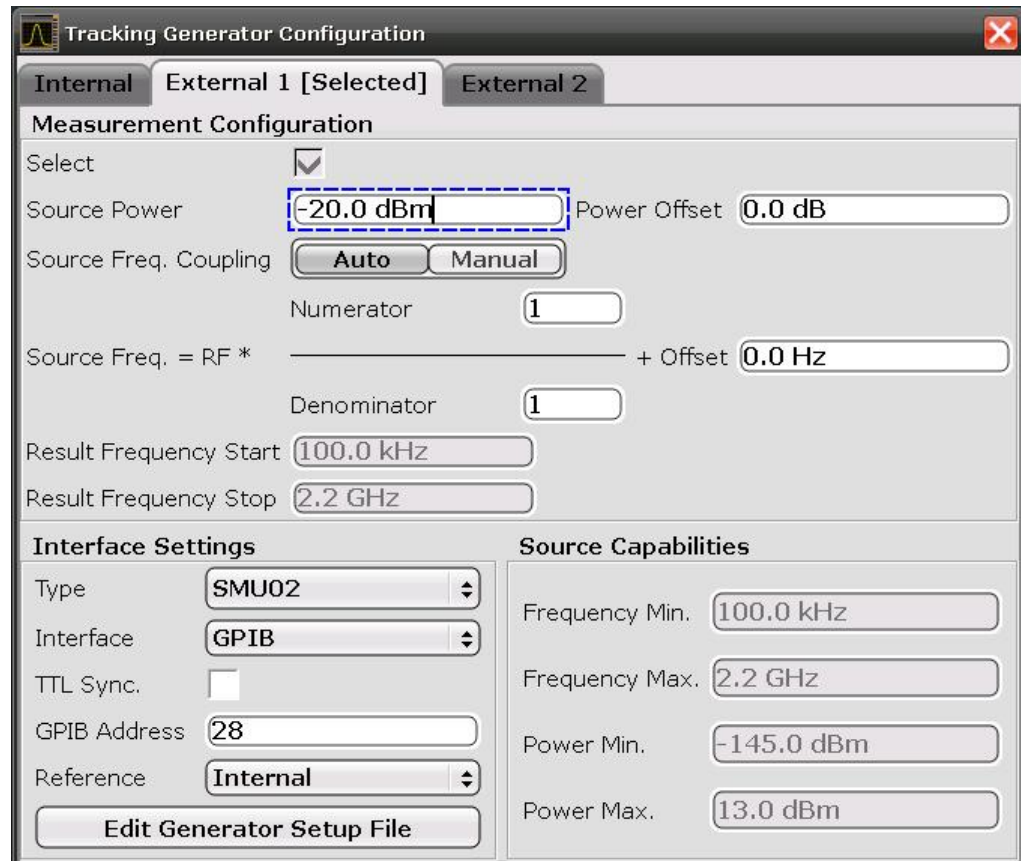 Tracking Generator Configuration
Internal External 1 [Selected] External 2
Measurement Configuration
Select
Source Power -20.0 dBm Power Offset 0.0 dB
Source Freq. Coupling Auto Manual
Numerator 1
Source Freq. = RF * + Offset 0.0 Hz
Denominator 1
Result Frequency Start 100.0 kHz
Result Frequency Stop 2.2 GHz
Interface Settings
Type SMU02
Interface GPIB
TTL Sync.
GPIB Address 28
Reference Internal
Edit Generator Setup File
Source Capabilities
Frequency Min. 100.0 kHz
Frequency Max. 2.2 GHz
Power Min. -145.0 dBm
Power Max. 13.0 dBm